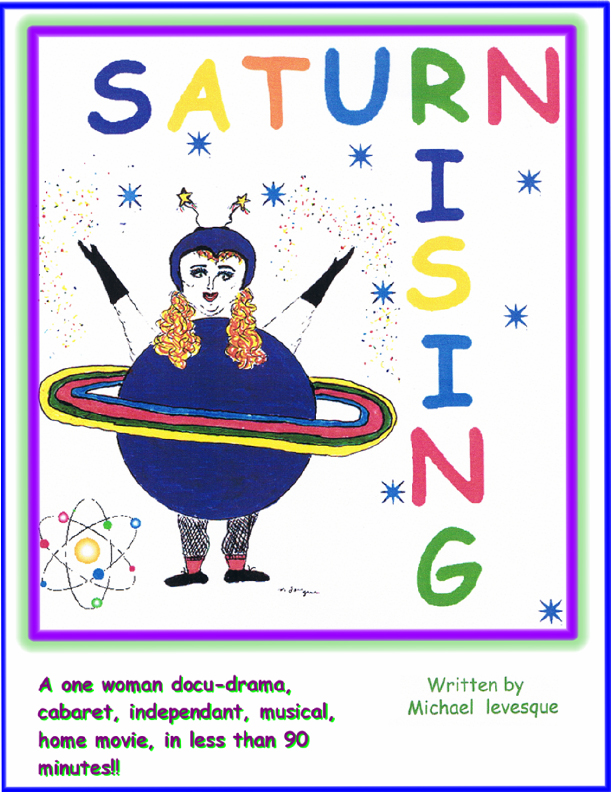 SATURN
RISING
A one woman docu-drama,
cabaret, independant, musical,
home movie, in less than 90
minutes!!
Written by
Michael levesque